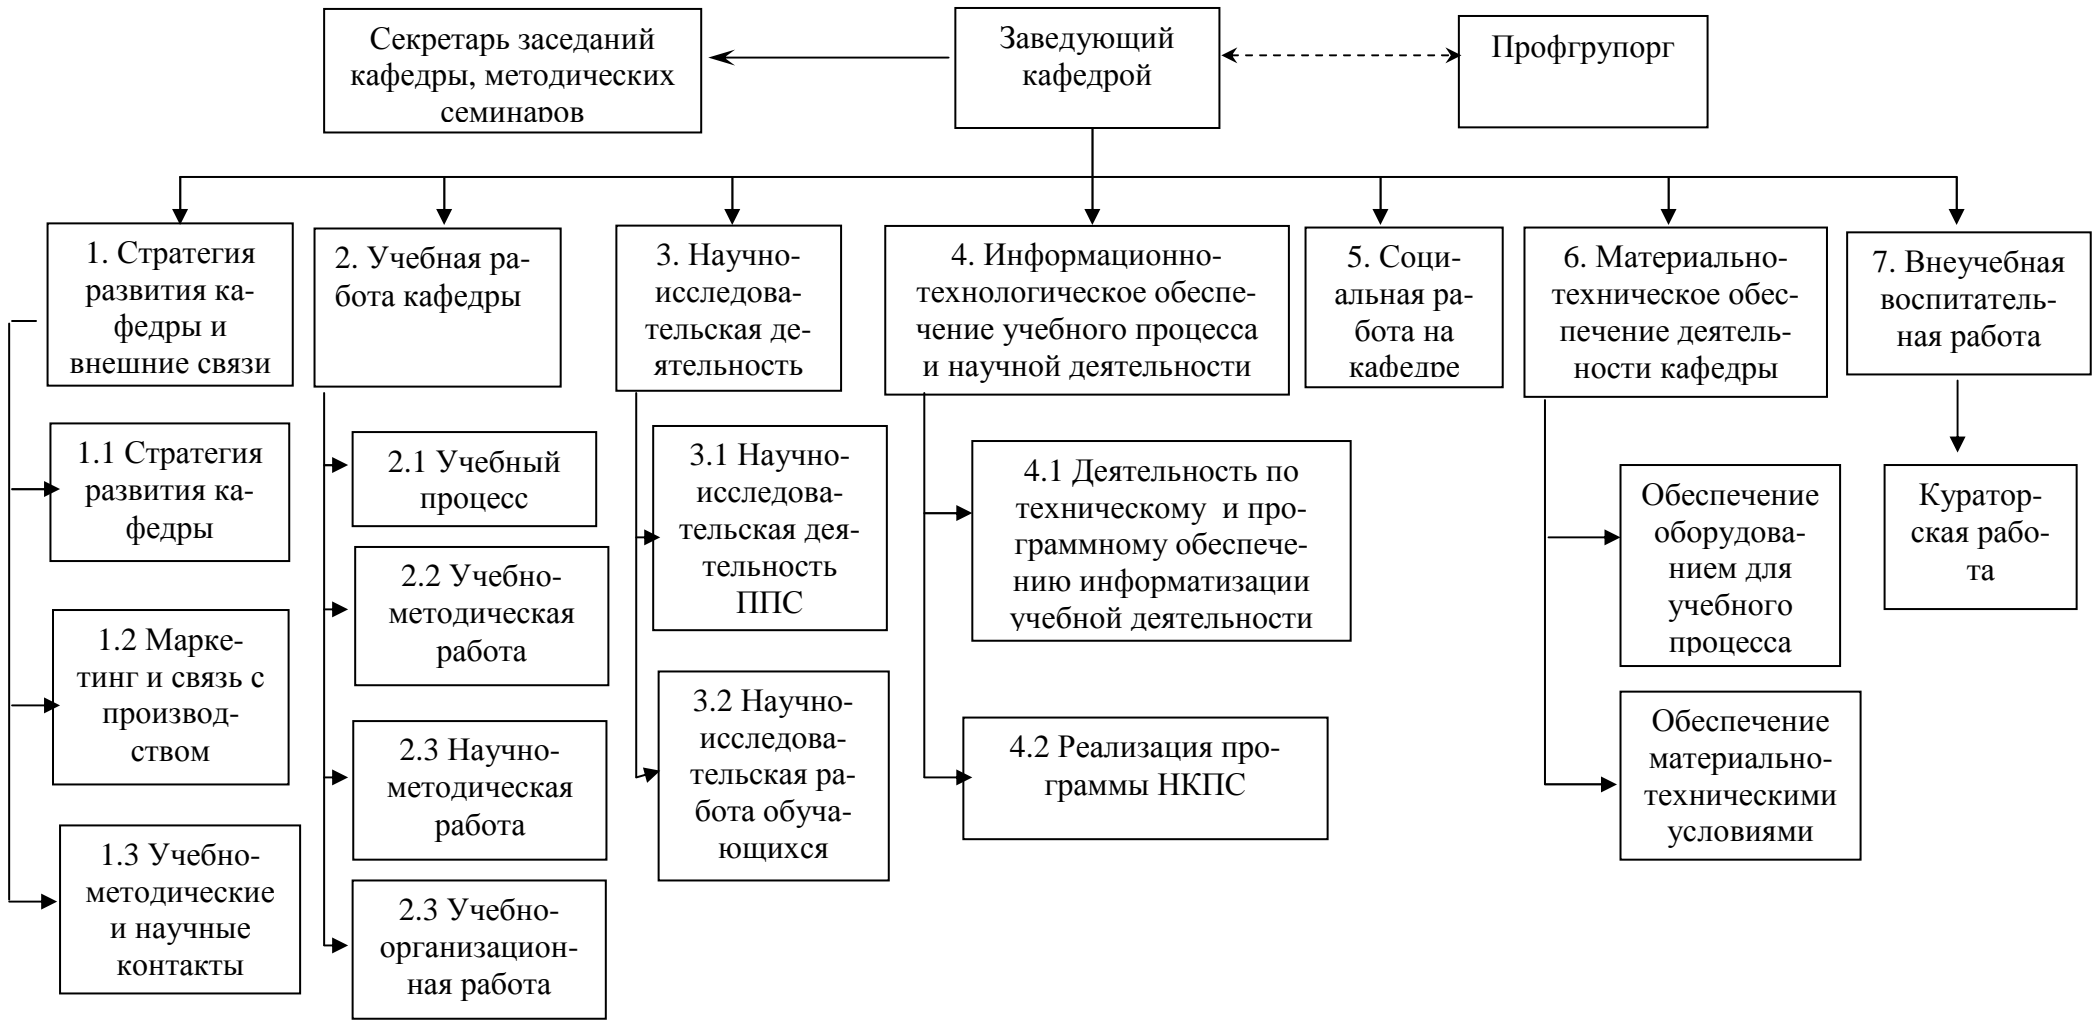 Секретарь заседаний
кафедры, методических
семинаров
Заведующий
кафедрой
Профгрупорг
1. Стратегия
развития ка-
федры и
внешние связи
2. Учебная ра-
бота кафедры
3. Научно-
исследова-
тельская де-
ятельность
4. Информационно-
технологическое обеспе-
чение учебного процесса
и научной деятельности
5. Соци-
альная ра-
бота на
кафедре
6. Материально-
техническое обес-
печение деятель-
ности кафедры
7. Внеучебная
воспитатель-
ная работа
1.1 Стратегия
развития ка-
федры
1.2 Марке-
тинг и связь с
производ-
ством
1.3 Учебно-
методические
и научные
контакты
2.1 Учебный
процесс
2.2 Учебно-
методическая
работа
2.3 Научно-
методическая
работа
2.3 Учебно-
организацион-
ная работа
3.1 Научно-
исследова-
тельская дея-
тельность
ППС
3.2 Научно-
исследова-
тельская ра-
бота обуча-
ющихся
4.1 Деятельность по
техническому и про-
граммному обеспече-
нию информатизации
учебной деятельности
4.2 Реализация про-
граммы НКПС
Обеспечение
оборудова-
нием для
учебного
процесса
Обеспечение
материально-
техническими
условиями
Куратор-
ская рабо-
та